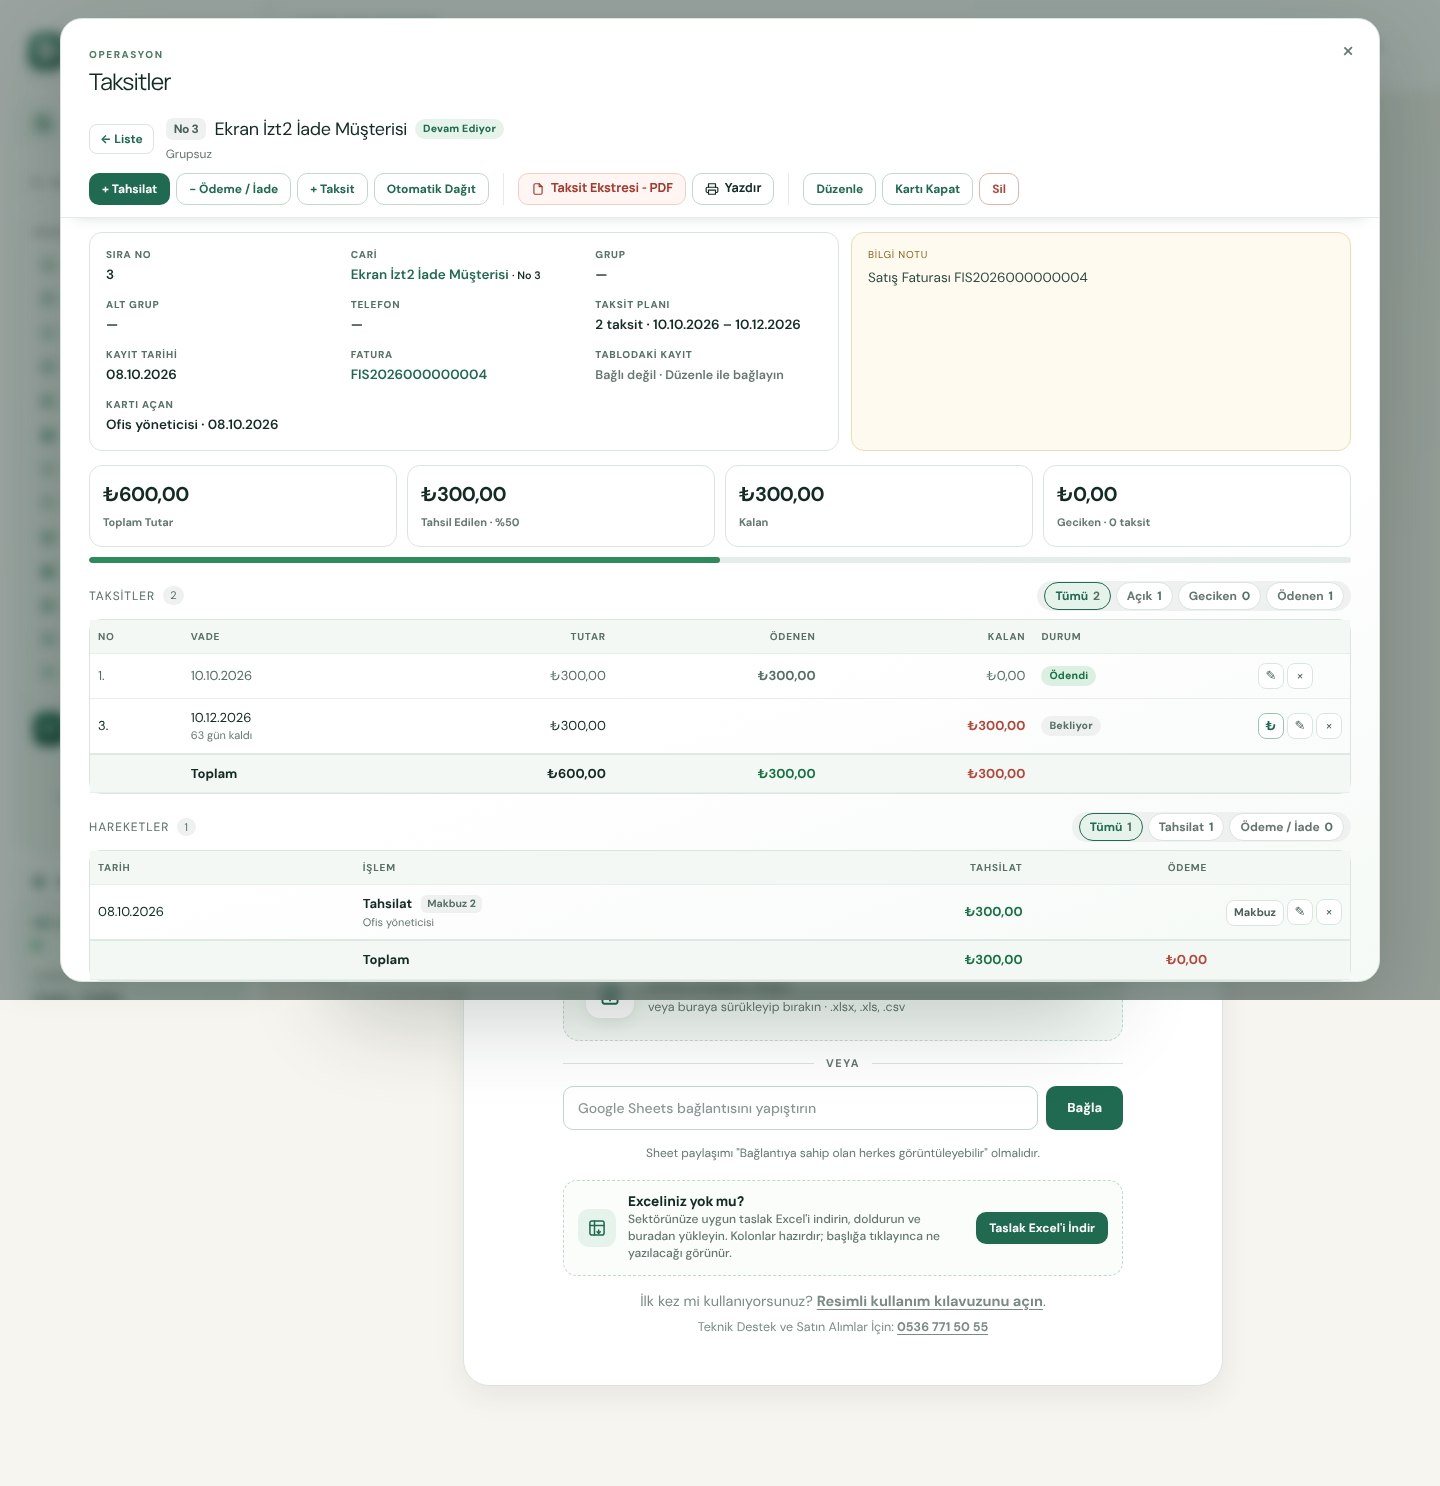 OPERASYON
Taksitler
×
← Liste
No 3 Ekran İzt2 İade Müşterisi Devam Ediyor
Grupsuz
+ Tahsilat
− Ödeme / İade
+ Taksit
Otomatik Dağıt
Taksit Ekstresi - PDF
Yazdır
Düzenle
Kartı Kapat
Sil
SIRA NO
3
CARİ
Ekran İzt2 İade Müşterisi · No 3
GRUP
—
ALT GRUP
—
TELEFON
—
TAKSİT PLANI
2 taksit · 10.10.2026 – 10.12.2026
KAYIT TARİHİ
08.10.2026
FATURA
FIS2026000000004
TABLODAKİ KAYIT
Bağlı değil · Düzenle ile bağlayın
KARTI AÇAN
Ofis yöneticisi · 08.10.2026
BİLGİ NOTU
Satış Faturası FIS2026000000004
₺600,00
Toplam Tutar
₺300,00
Tahsil Edilen · %50
₺300,00
Kalan
₺0,00
Geciken · 0 taksit
TAKSİTLER 2
Tümü 2 Açık 1 Geciken 0 Ödenen 1
NO VADE TUTAR ÖDENEN KALAN DURUM
1. 10.10.2026 ₺300,00 ₺300,00 ₺0,00 Ödendi ✎ ×
3. 10.12.2026 ₺300,00 ₺300,00 Bekliyor ₺ ✎ ×
63 gün kaldı
Toplam ₺600,00 ₺300,00 ₺300,00
HAREKETLER 1
Tümü 1 Tahsilat 1 Ödeme / İade 0
TARİH İŞLEM TAHSİLAT ÖDEME
08.10.2026 Tahsilat Makbuz 2 ₺300,00 Makbuz ✎ ×
Ofis yöneticisi
Toplam ₺300,00 ₺0,00
veya buraya sürükleyip bırakın · .xlsx, .xls, .csv
VEYA
Google Sheets bağlantısını yapıştırın
Bağla
Sheet paylaşımı "Bağlantıya sahip olan herkes görüntüleyebilir" olmalıdır.
Exceliniz yok mu?
Sektörünüze uygun taslak Excel'i indirin, doldurun ve
buradan yükleyin. Kolonlar hazırdır; başlığa tıklayınca ne
yazılacağı görünür.
Taslak Excel'i İndir
İlk kez mi kullanıyorsunuz? Resimli kullanım kılavuzunu açın.
Teknik Destek ve Satın Alımlar İçin: 0536 771 50 55